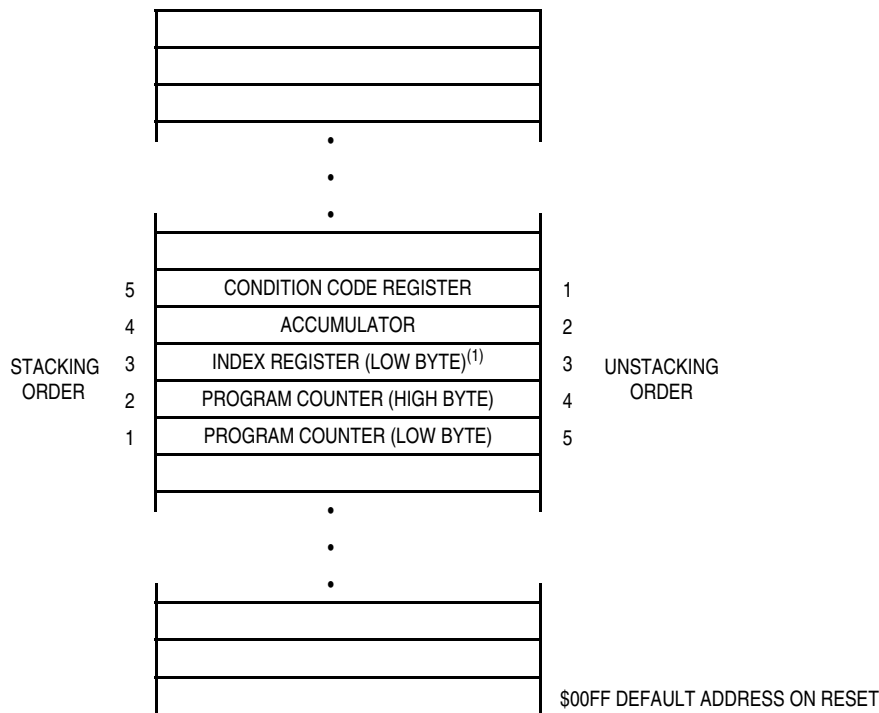 5 CONDITION CODE REGISTER 1
4 ACCUMULATOR 2
STACKING ORDER 3 INDEX REGISTER (LOW BYTE)(1) 3 UNSTACKING ORDER
2 PROGRAM COUNTER (HIGH BYTE) 4
1 PROGRAM COUNTER (LOW BYTE) 5
$00FF DEFAULT ADDRESS ON RESET